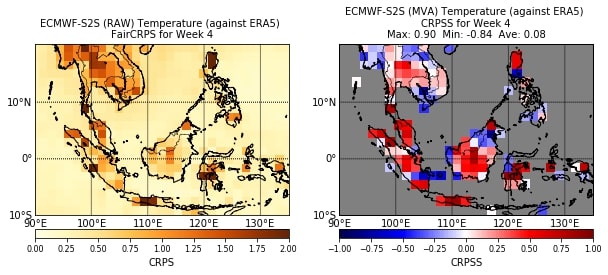 ECMWF-S2S (RAW) Temperature (against ERA5)
FairCRPS for Week 4
10°N
0°
10°S
90°E 100°E 110°E 120°E 130°E
0.00 0.25 0.50 0.75 1.00 1.25 1.50 1.75 2.00
CRPS
ECMWF-S2S (MVA) Temperature (against ERA5)
CRPSS for Week 4
Max: 0.90 Min: -0.84 Ave: 0.08
10°N
0°
10°S
90°E 100°E 110°E 120°E 130°E
−1.00 −0.75 −0.50 −0.25 0.00 0.25 0.50 0.75 1.00
CRPSS